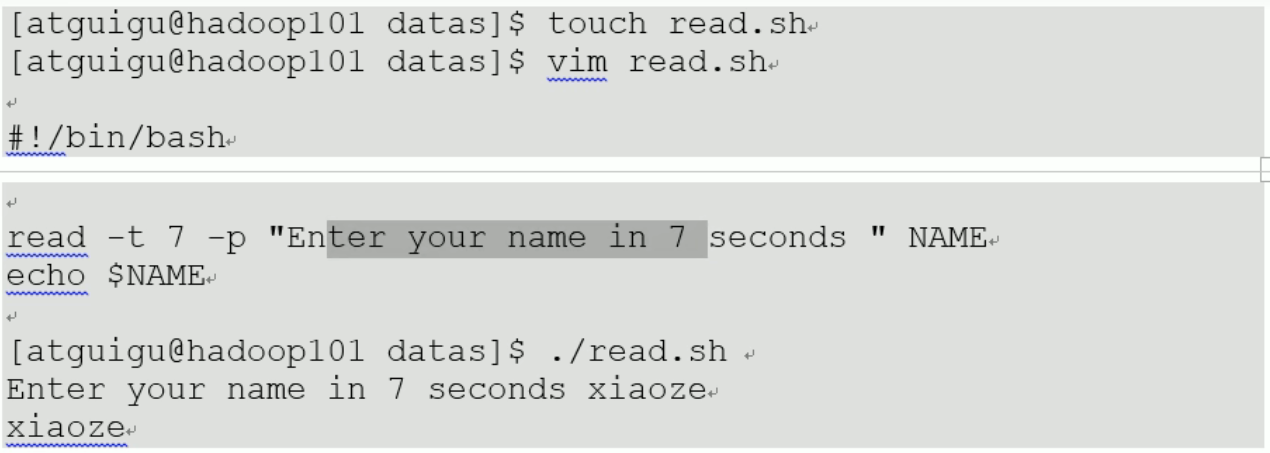 [atguigu@hadoop101 datas]$ touch read.sh
[atguigu@hadoop101 datas]$ vim read.sh
#!/bin/bash
read -t 7 -p "Enter your name in 7 seconds " NAME
echo $NAME
[atguigu@hadoop101 datas]$ ./read.sh
Enter your name in 7 seconds xiaoze
xiaoze